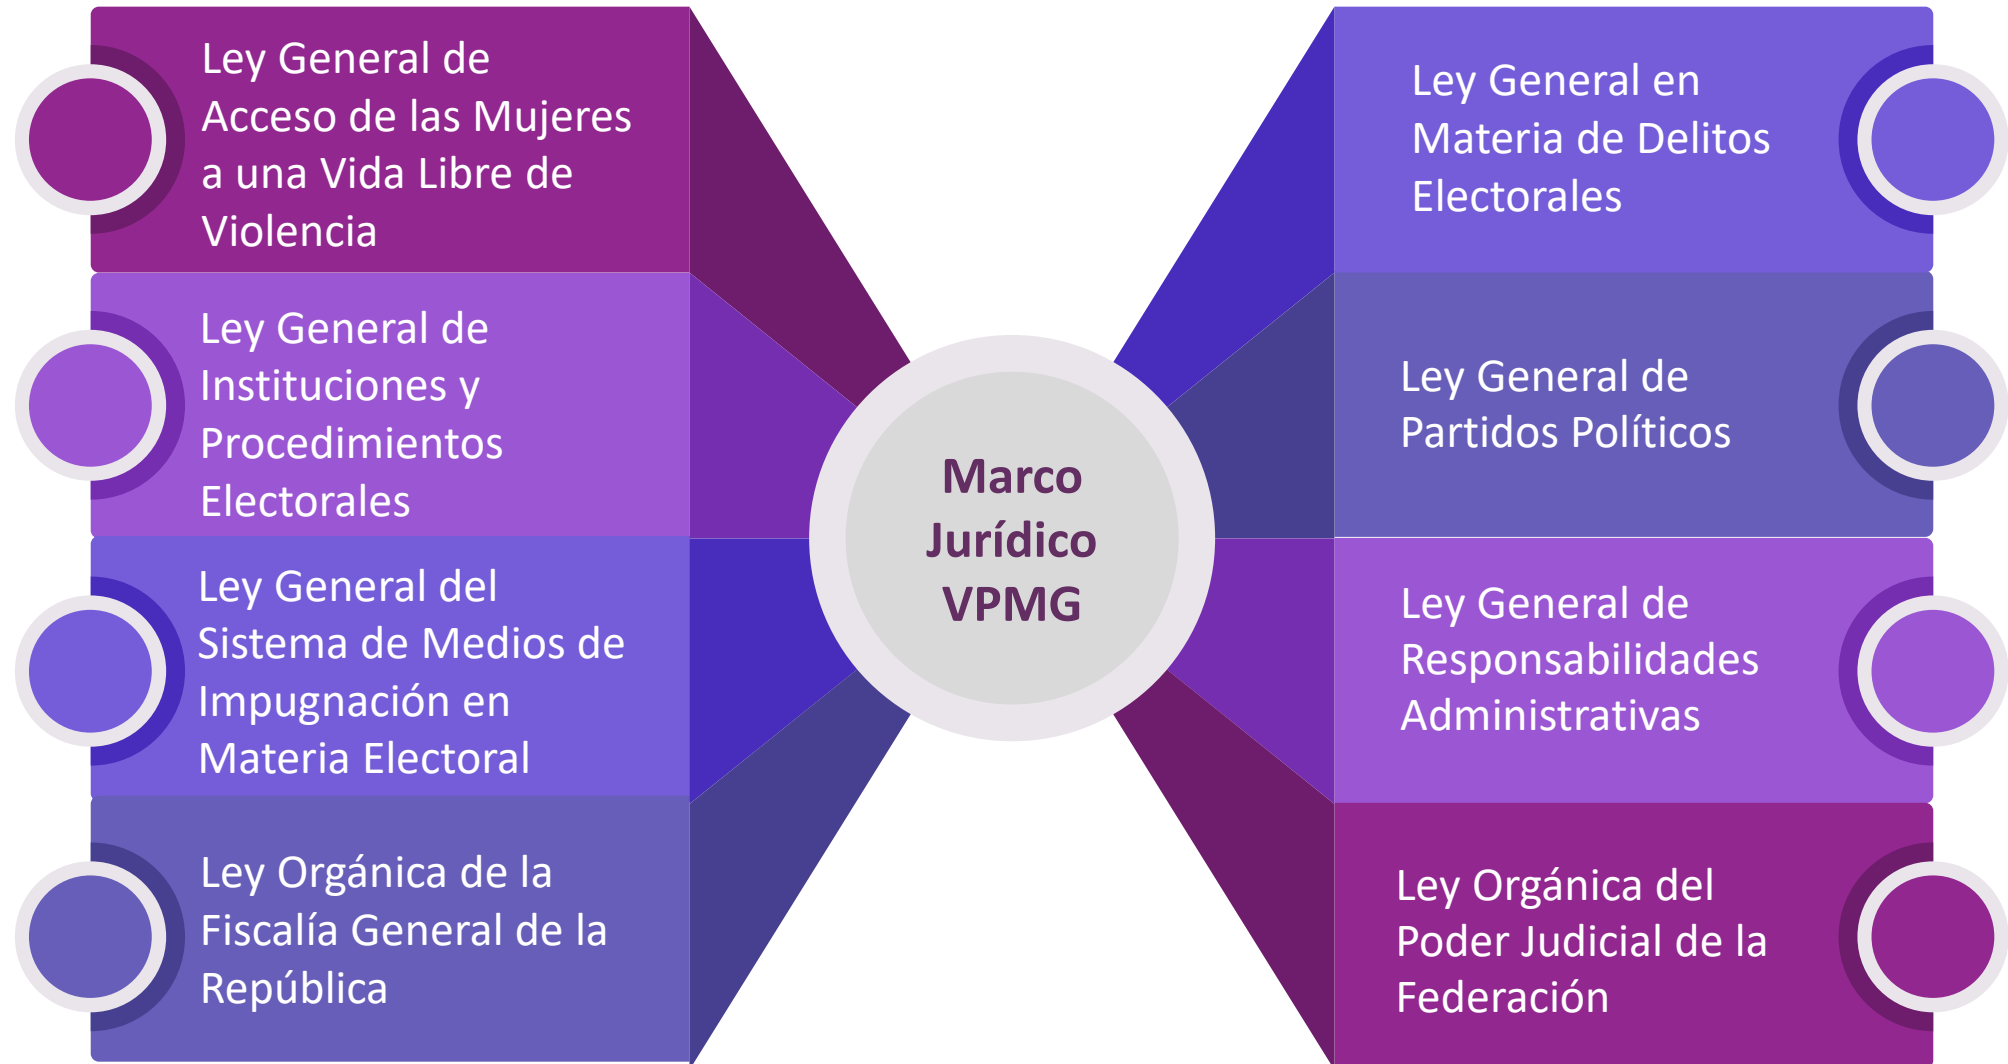 Ley General de
Acceso de las Mujeres
a una Vida Libre de
Violencia
Ley General de
Instituciones y
Procedimientos
Electorales
Ley General del
Sistema de Medios de
Impugnación en
Materia Electoral
Ley Orgánica de la
Fiscalía General de la
República
Marco
Jurídico
VPMG
Ley General en
Materia de Delitos
Electorales
Ley General de
Partidos Políticos
Ley General de
Responsabilidades
Administrativas
Ley Orgánica del
Poder Judicial de la
Federación